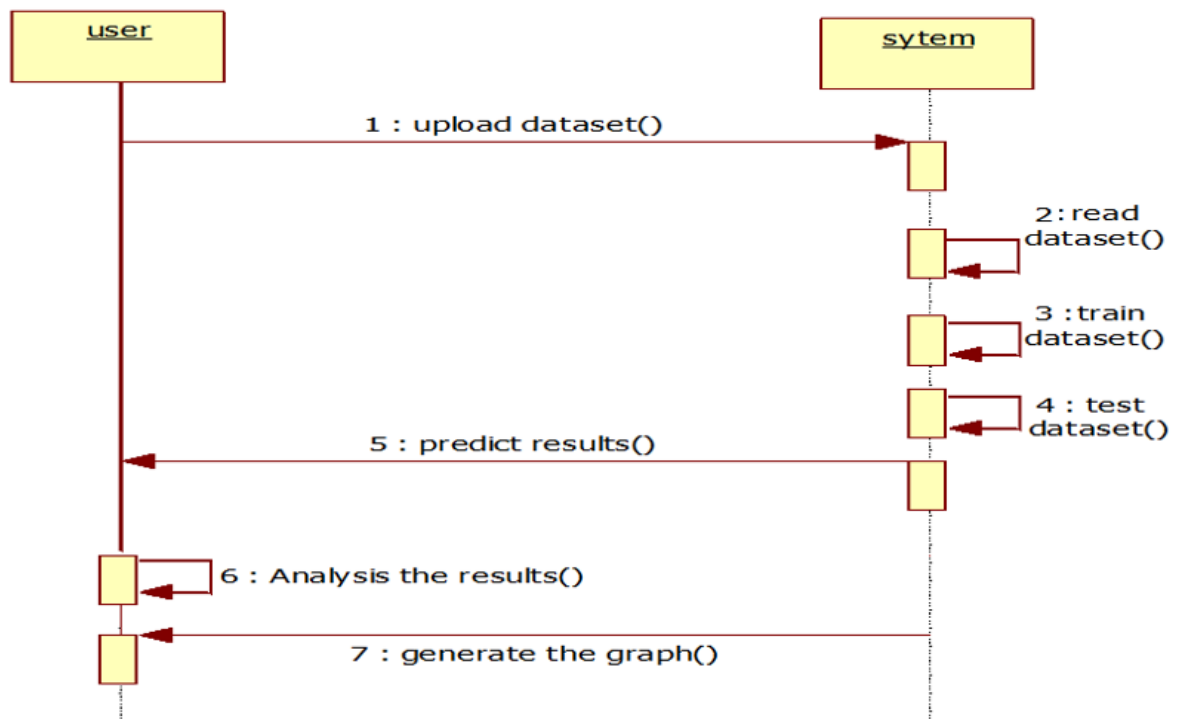 user
sytem
1 : upload dataset()
2:read
dataset()
3 :train
dataset()
4 : test
dataset()
5 : predict results()
6 : Analysis the results()
7 : generate the graph()